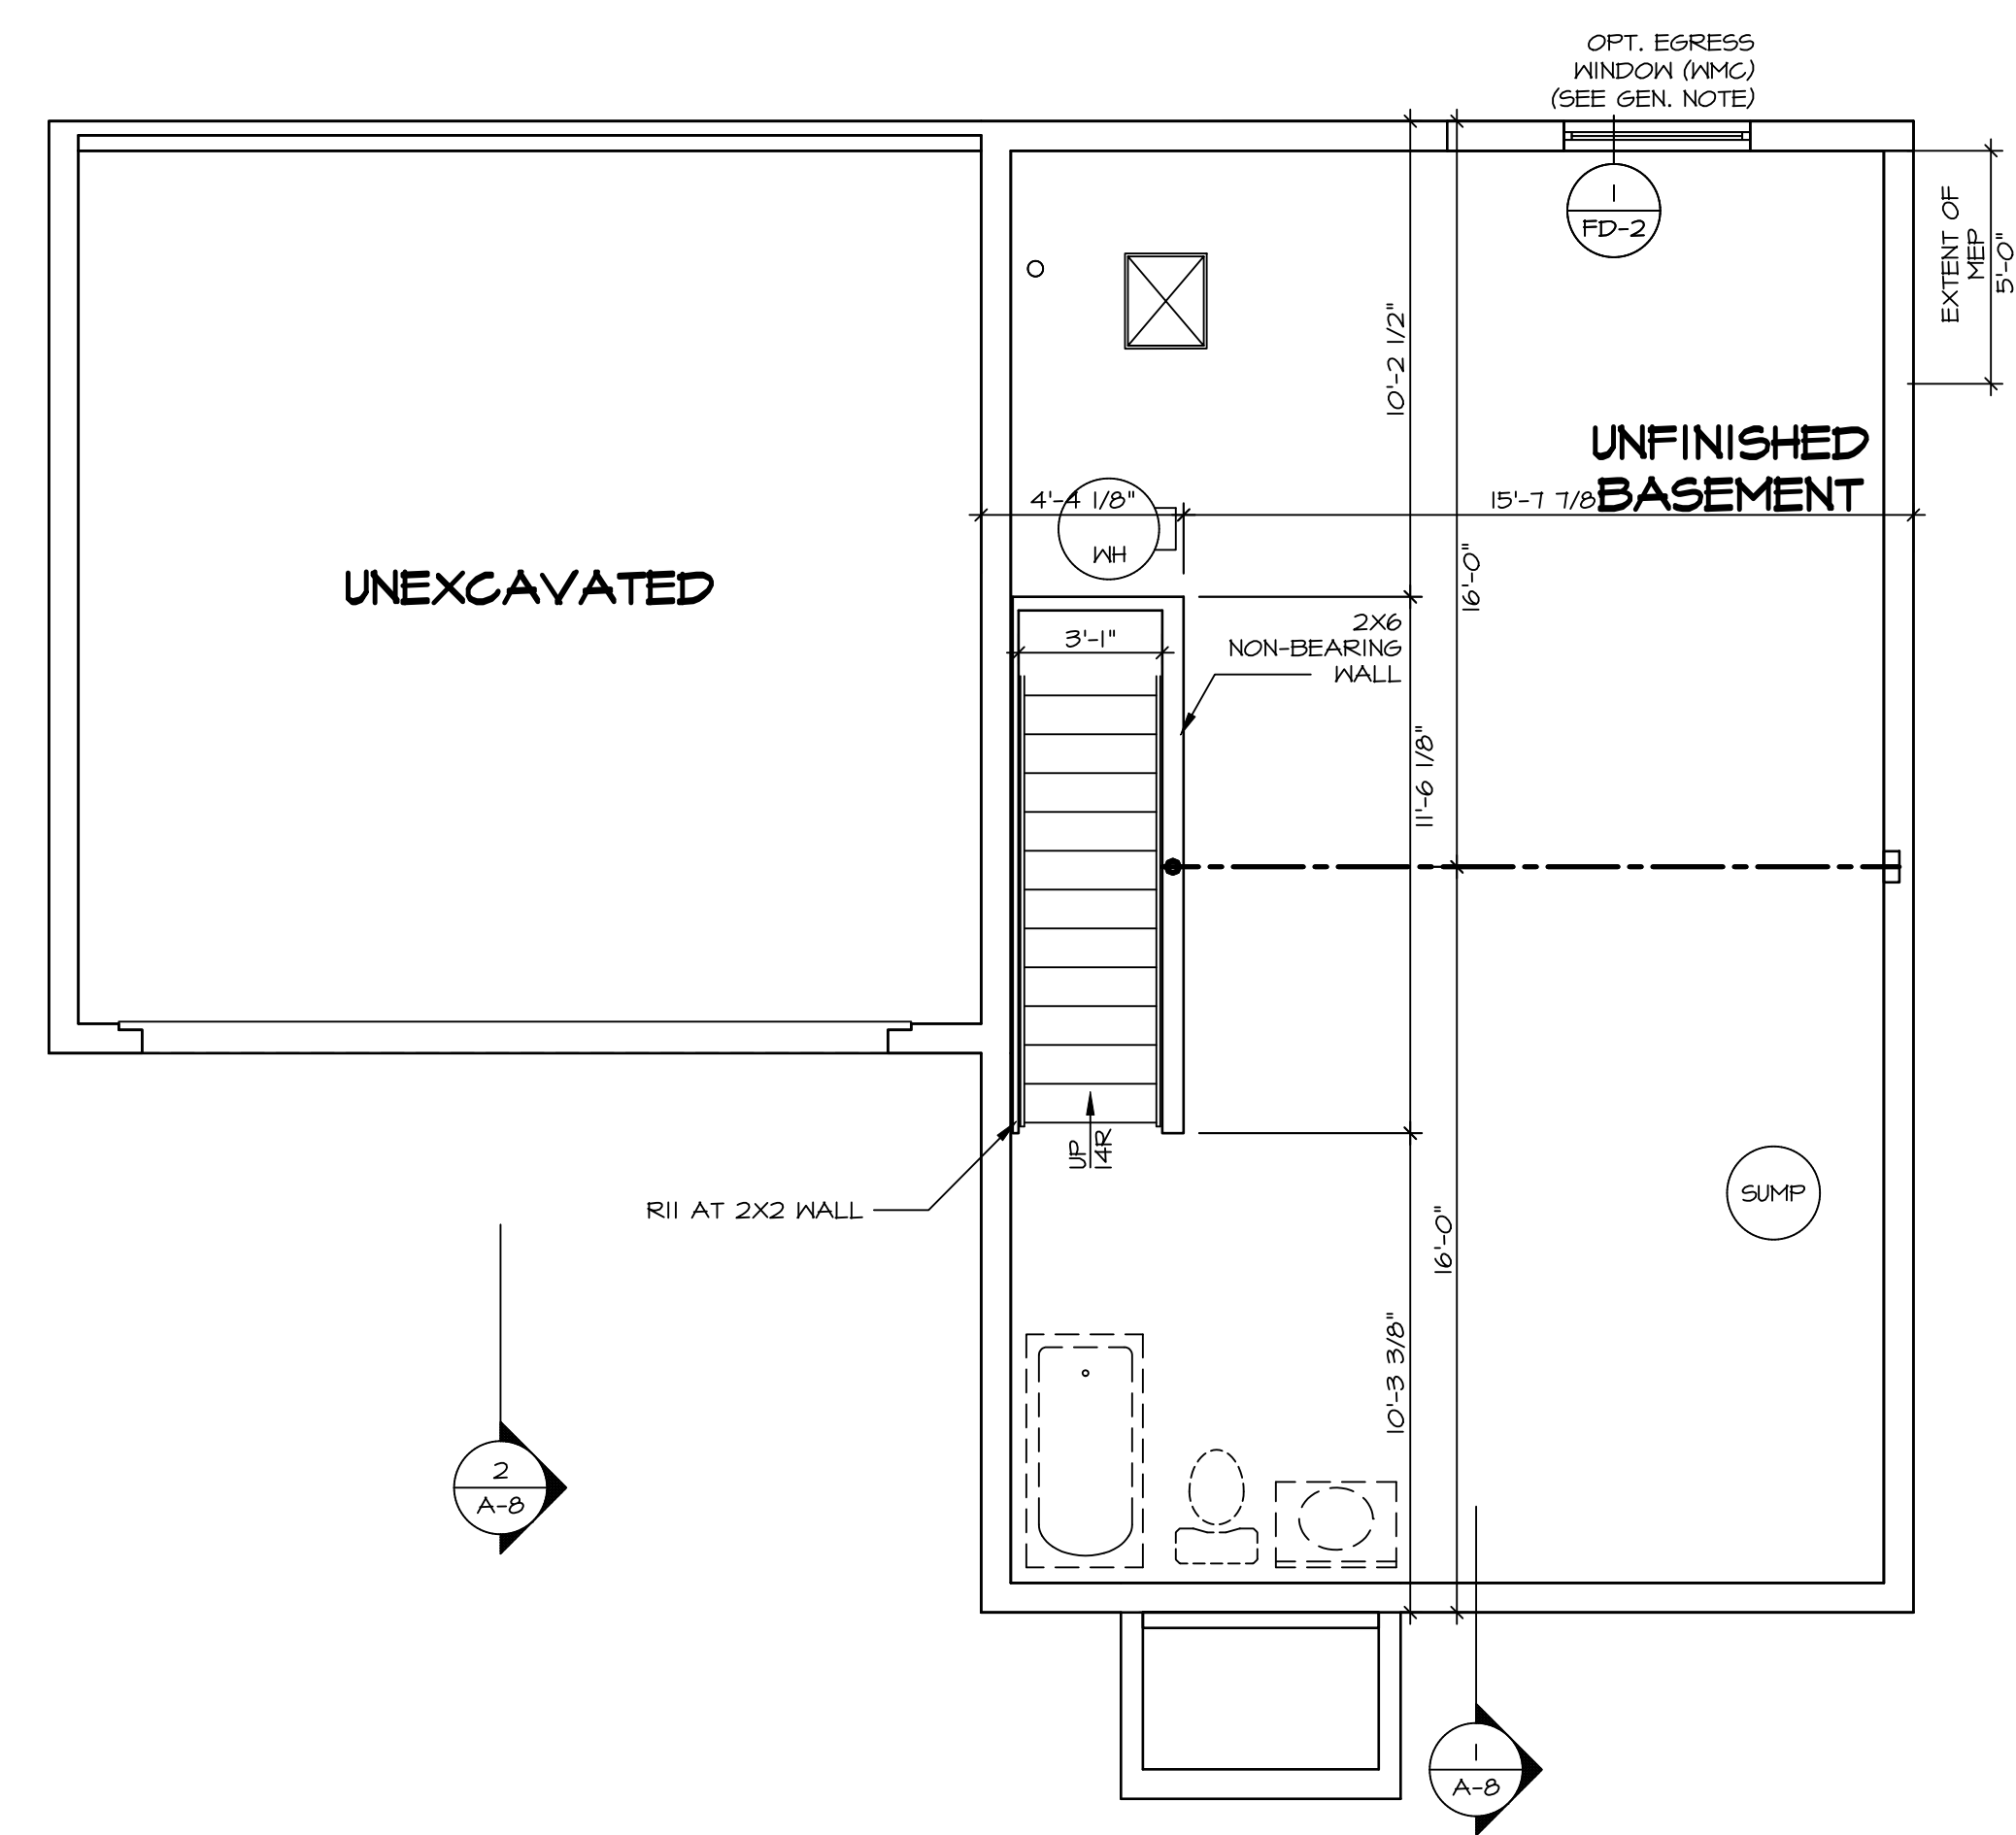 OPT. EGRESS
WINDOW (WMC)
(SEE GEN. NOTE)
1
FD-2
EXTENT OF
MEP
5'-0"
10'-2 1/2"
UNFINISHED
BASEMENT
4'-4 1/8"
15'-7 7/8
WH
16'-0"
UNEXCAVATED
2X6
NON-BEARING
WALL
3'-1"
11'-6 1/8"
UP
14R
R11 AT 2X2 WALL
SUMP
16'-0"
10'-3 3/8"
2
A-8
1
A-8